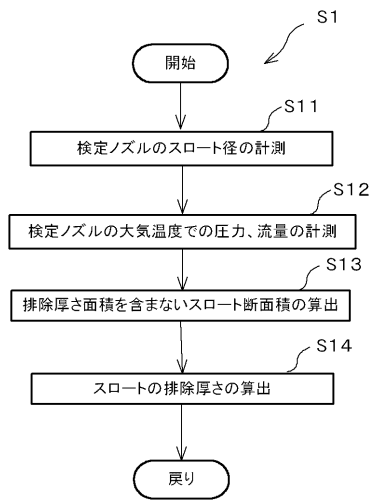 S1
開始
S11
検定ノズルのスロート径の計測
S12
検定ノズルの大気温度での圧力、流量の計測
S13
排除厚さ面積を含まないスロート断面積の算出
S14
スロートの排除厚さの算出
戻り